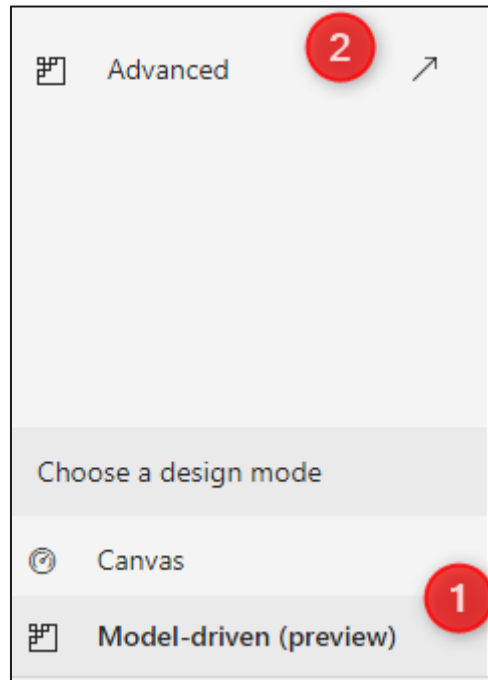 Advanced 2
Choose a design mode
Canvas
1
Model-driven (preview)